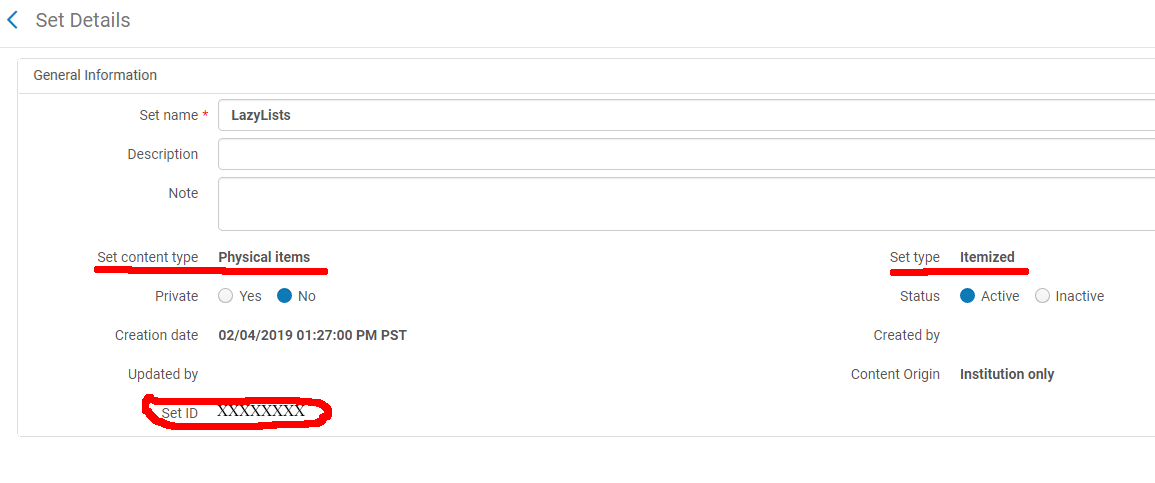 Set Details
General Information
Set name * LazyLists
Description
Note
Set content type Physical items Set type Itemized
Private Yes No Status Active Inactive
Creation date 02/04/2019 01:27:00 PM PST Created by
Updated by Content Origin Institution only
Set ID XXXXXXXX